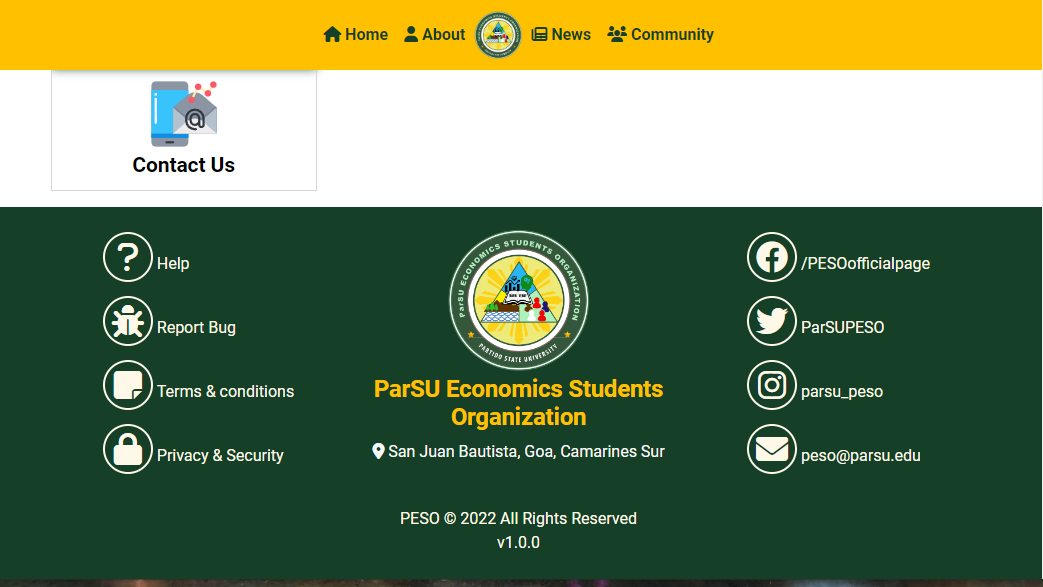 Home About News Community
@
Contact Us
? Help
Report Bug
Terms & conditions
Privacy & Security
ParSU ECONOMICS STUDENTS ORGANIZATION
PARTIDO STATE UNIVERSITY
ParSU Economics Students
Organization
San Juan Bautista, Goa, Camarines Sur
/PESOofficialpage
ParSUPESO
parsu_peso
peso@parsu.edu
PESO © 2022 All Rights Reserved
v1.0.0